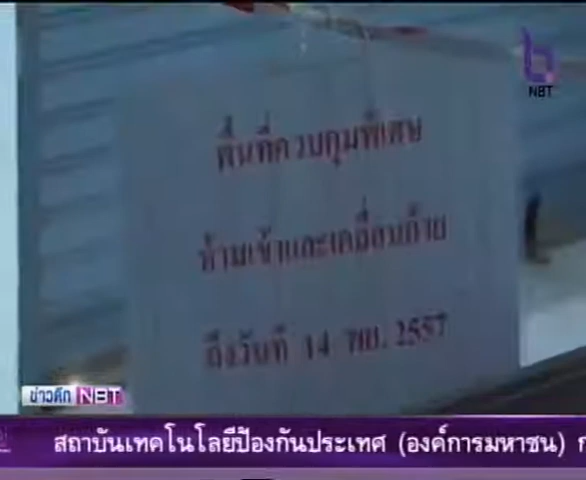 NBT
พื้นที่ควบคุมพิเศษ
ห้ามเข้าและเคลื่อนย้าย
ถึงวันที่ 14 พย. 2557
ข่าวดึก NBT
สถาบันเทคโนโลยีป้องกันประเทศ (องค์การมหาชน)